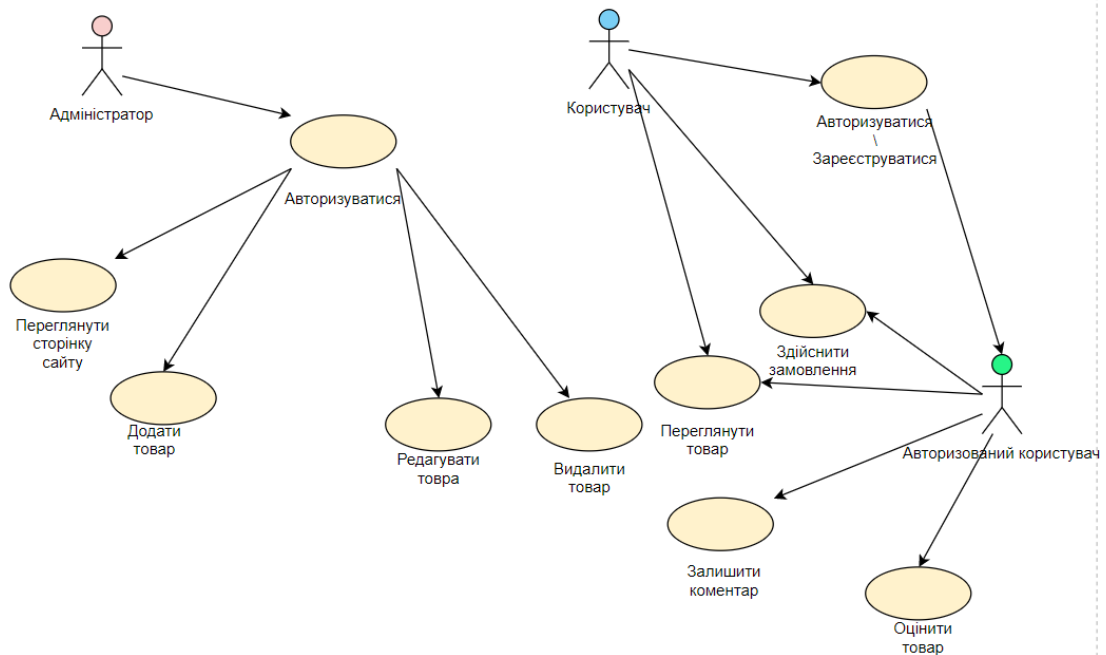 Адміністратор
Користувач
Авторизуватися
\
Зареєструватися
Авторизуватися
Переглянути
сторінку
сайту
Здійснити
замовлення
Додати
товар
Редагувати
товра
Видалити
товар
Переглянути
товар
Авторизований користувач
Залишити
коментар
Оцінити
товар